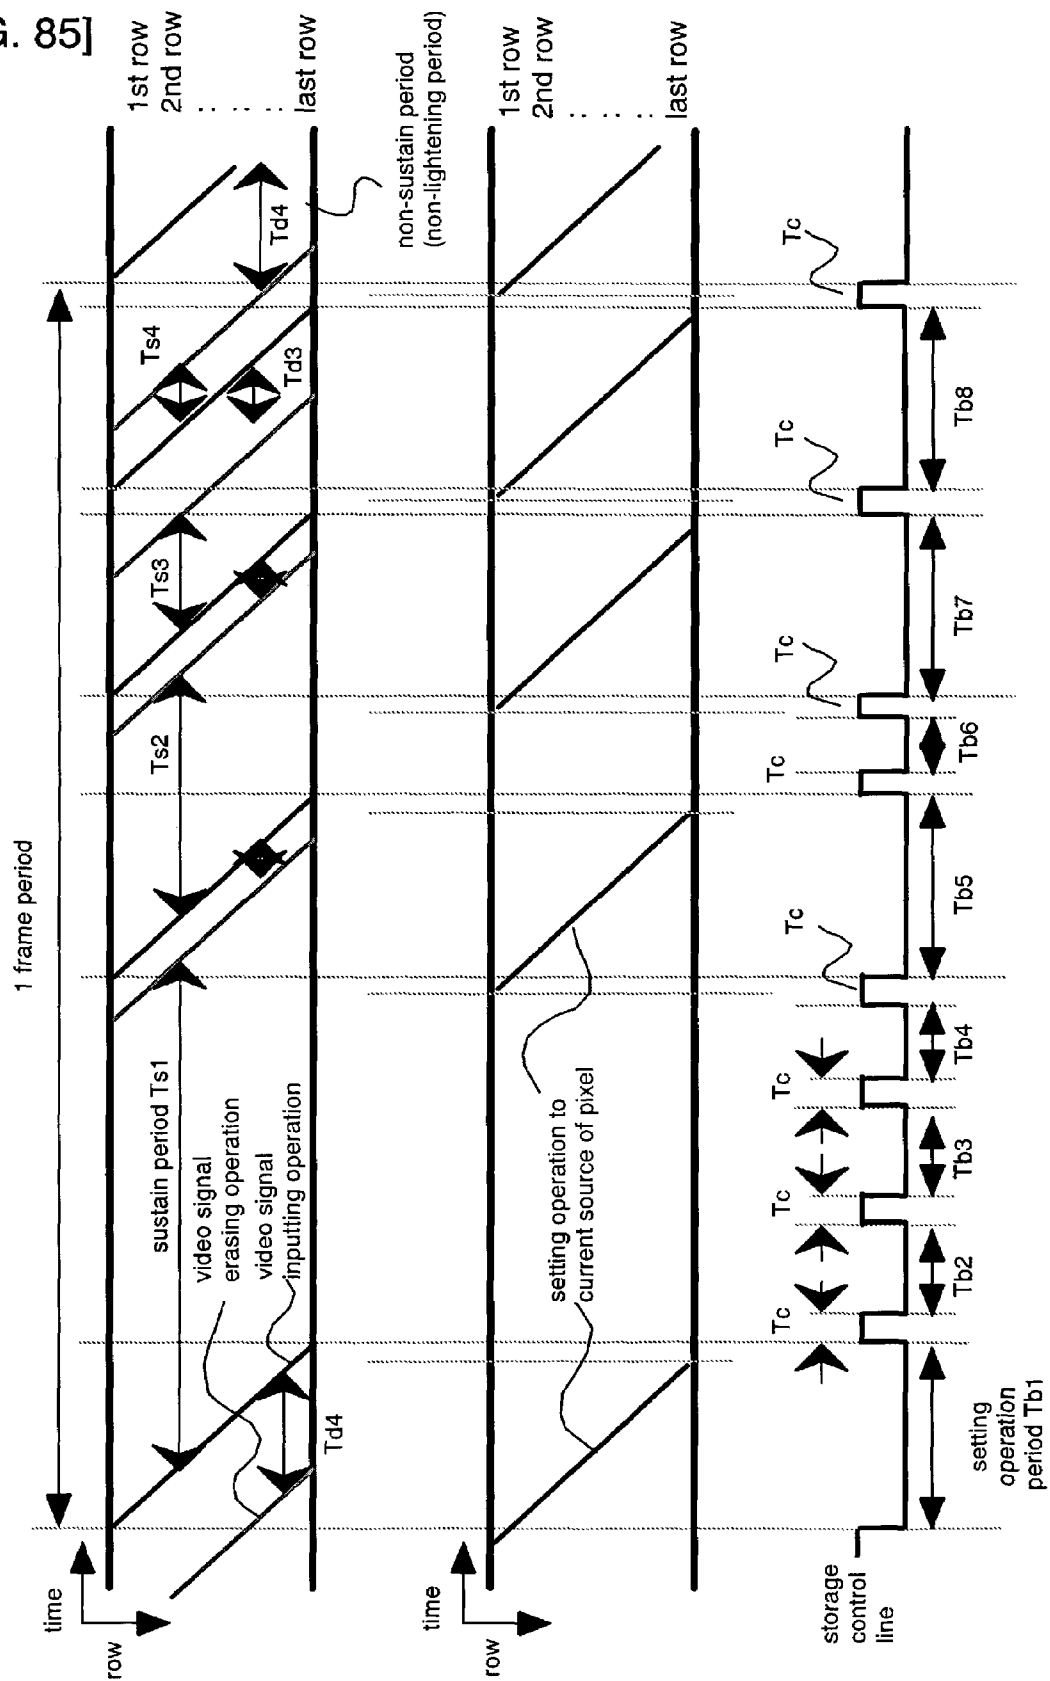 G. 85]
1 frame period
time
row
1st row
2nd row
. . . . .
last row
sustain period Ts1
Ts2
Ts3
Ts4
Td3
Td4
Td4
video signal
erasing operation
video signal
inputting operation
non-sustain period
(non-lightening period)
time
row
1st row
2nd row
. . . . .
last row
setting operation to
current source of pixel
storage
control
line
Tc
Tc
Tc
Tc
Tc
Tc
Tc
Tc
setting
operation
period Tb1
Tb2
Tb3
Tb4
Tb5
Tb6
Tb7
Tb8